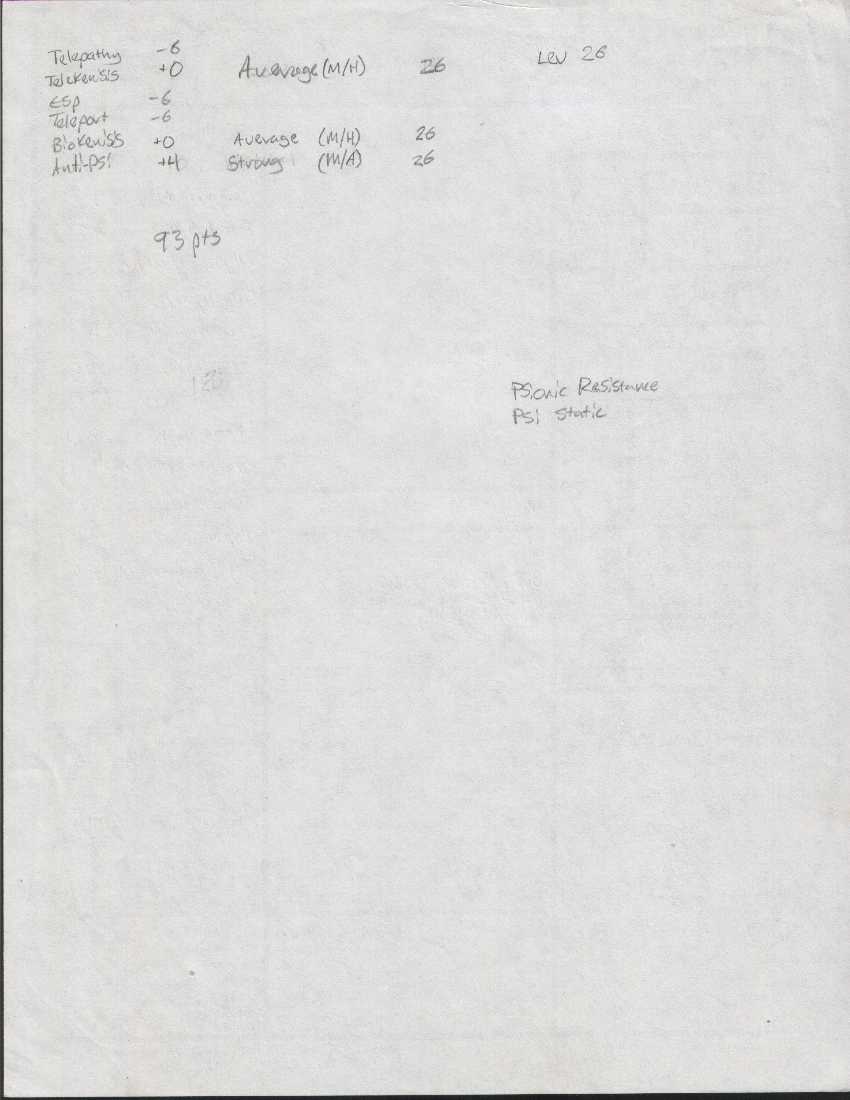 Telepathy -6
Telekensis +0 Average (M/H) 26 Lev 26
Esp -6
Teleport -6
Biokensis +0 Average (M/H) 26
Anti-Psi +4 Strong (M/A) 26
93 pts
Psionic Resistance
Psi Static